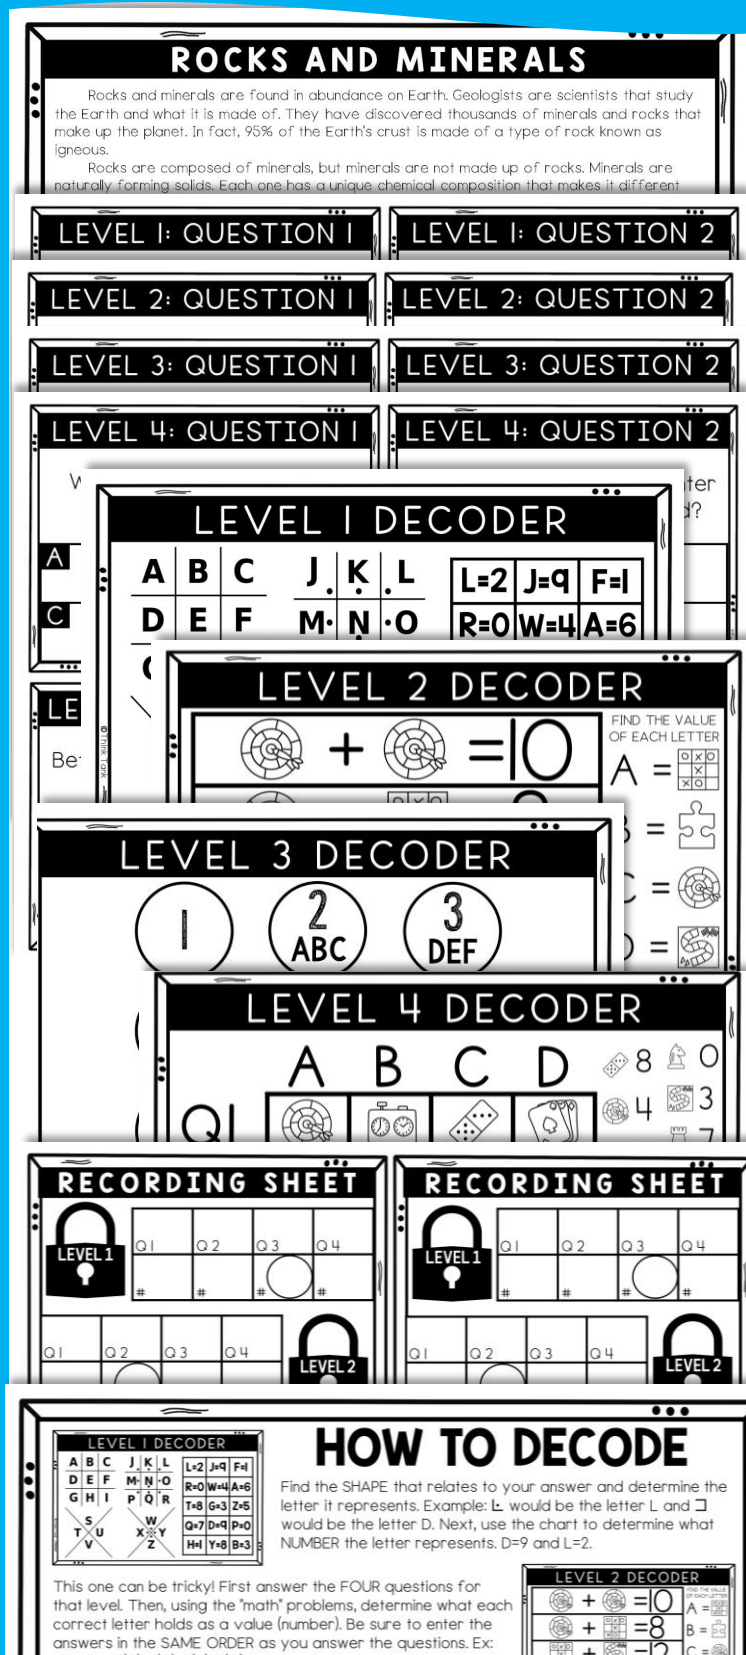 ROCKS AND MINERALS
Rocks and minerals are found in abundance on Earth. Geologists are scientists that study
the Earth and what it is made of. They have discovered thousands of minerals and rocks that
make up the planet. In fact, 95% of the Earth's crust is made of a type of rock known as
igneous.
Rocks are composed of minerals, but minerals are not made up of rocks. Minerals are
naturally forming solids. Each one has a unique chemical composition that makes it different
LEVEL 1: QUESTION 1
LEVEL 1: QUESTION 2
LEVEL 2: QUESTION 1
LEVEL 2: QUESTION 2
LEVEL 3: QUESTION 1
LEVEL 3: QUESTION 2
LEVEL 4: QUESTION 1
LEVEL 4: QUESTION 2
A
C
LE
LEVEL 1 DECODER
A B C J K L L=2 J=9 F=1
D E F M N O R=0 W=4 A=6
© Think Tank
LEVEL 2 DECODER
+ =10
FIND THE VALUE
OF EACH LETTER
A =
=
=
=
LEVEL 3 DECODER
1 2 3
ABC DEF
LEVEL 4 DECODER
A B C D
Q1
8 0
4 3
7
RECORDING SHEET
LEVEL 1
Q1 Q2 Q3 Q4
# # # #
Q1 Q2 Q3 Q4
LEVEL 2
RECORDING SHEET
LEVEL 1
Q1 Q2 Q3 Q4
# # # #
Q1 Q2 Q3 Q4
LEVEL 2
HOW TO DECODE
LEVEL 1 DECODER
A B C J K L L=2 J=9 F=1
D E F M N O R=0 W=4 A=6
G H I P Q R T=8 G=3 Z=5
S T U V W X Y Z Q=7 D=9 P=0
H=1 Y=8 B=3
Find the SHAPE that relates to your answer and determine the
letter it represents. Example: would be the letter L and
would be the letter D. Next, use the chart to determine what
NUMBER the letter represents. D=9 and L=2.
This one can be tricky! First answer the FOUR questions for
that level. Then, using the "math" problems, determine what each
correct letter holds as a value (number). Be sure to enter the
answers in the SAME ORDER as you answer the questions. Ex:
LEVEL 2 DECODER
+ =10
+ =8
+ =12
A =
B =
C =